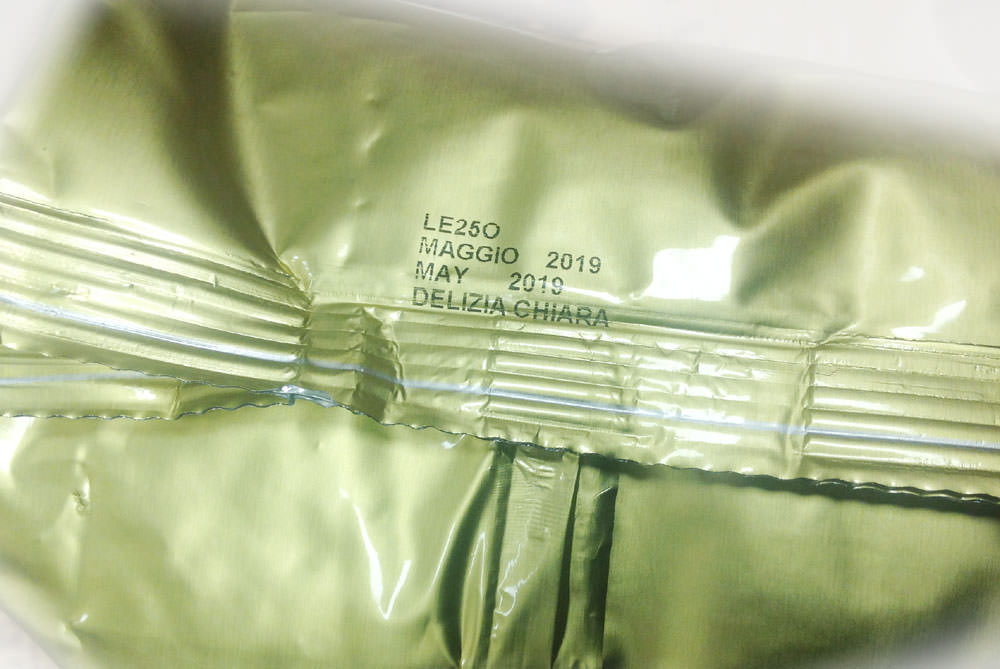 LE25O
MAGGIO 2019
MAY 2019
DELIZIA CHIARA